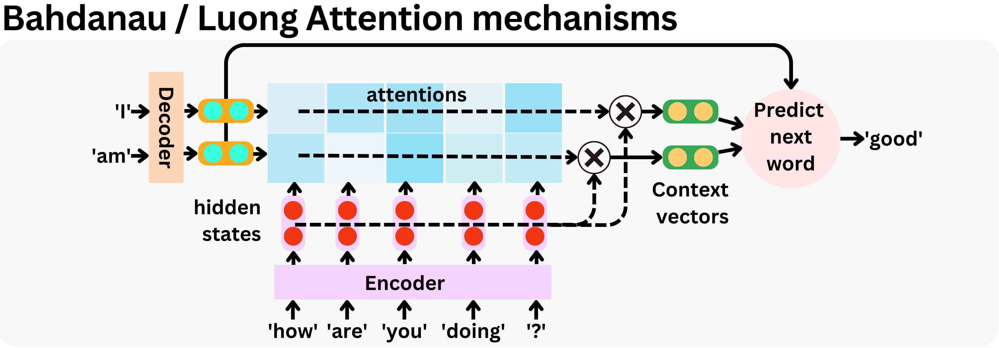 Bahdanau / Luong Attention mechanisms
'I'
'am'
Decoder
attentions
hidden
states
Encoder
'how' 'are' 'you' 'doing' '?'
Context
vectors
Predict
next
word
'good'